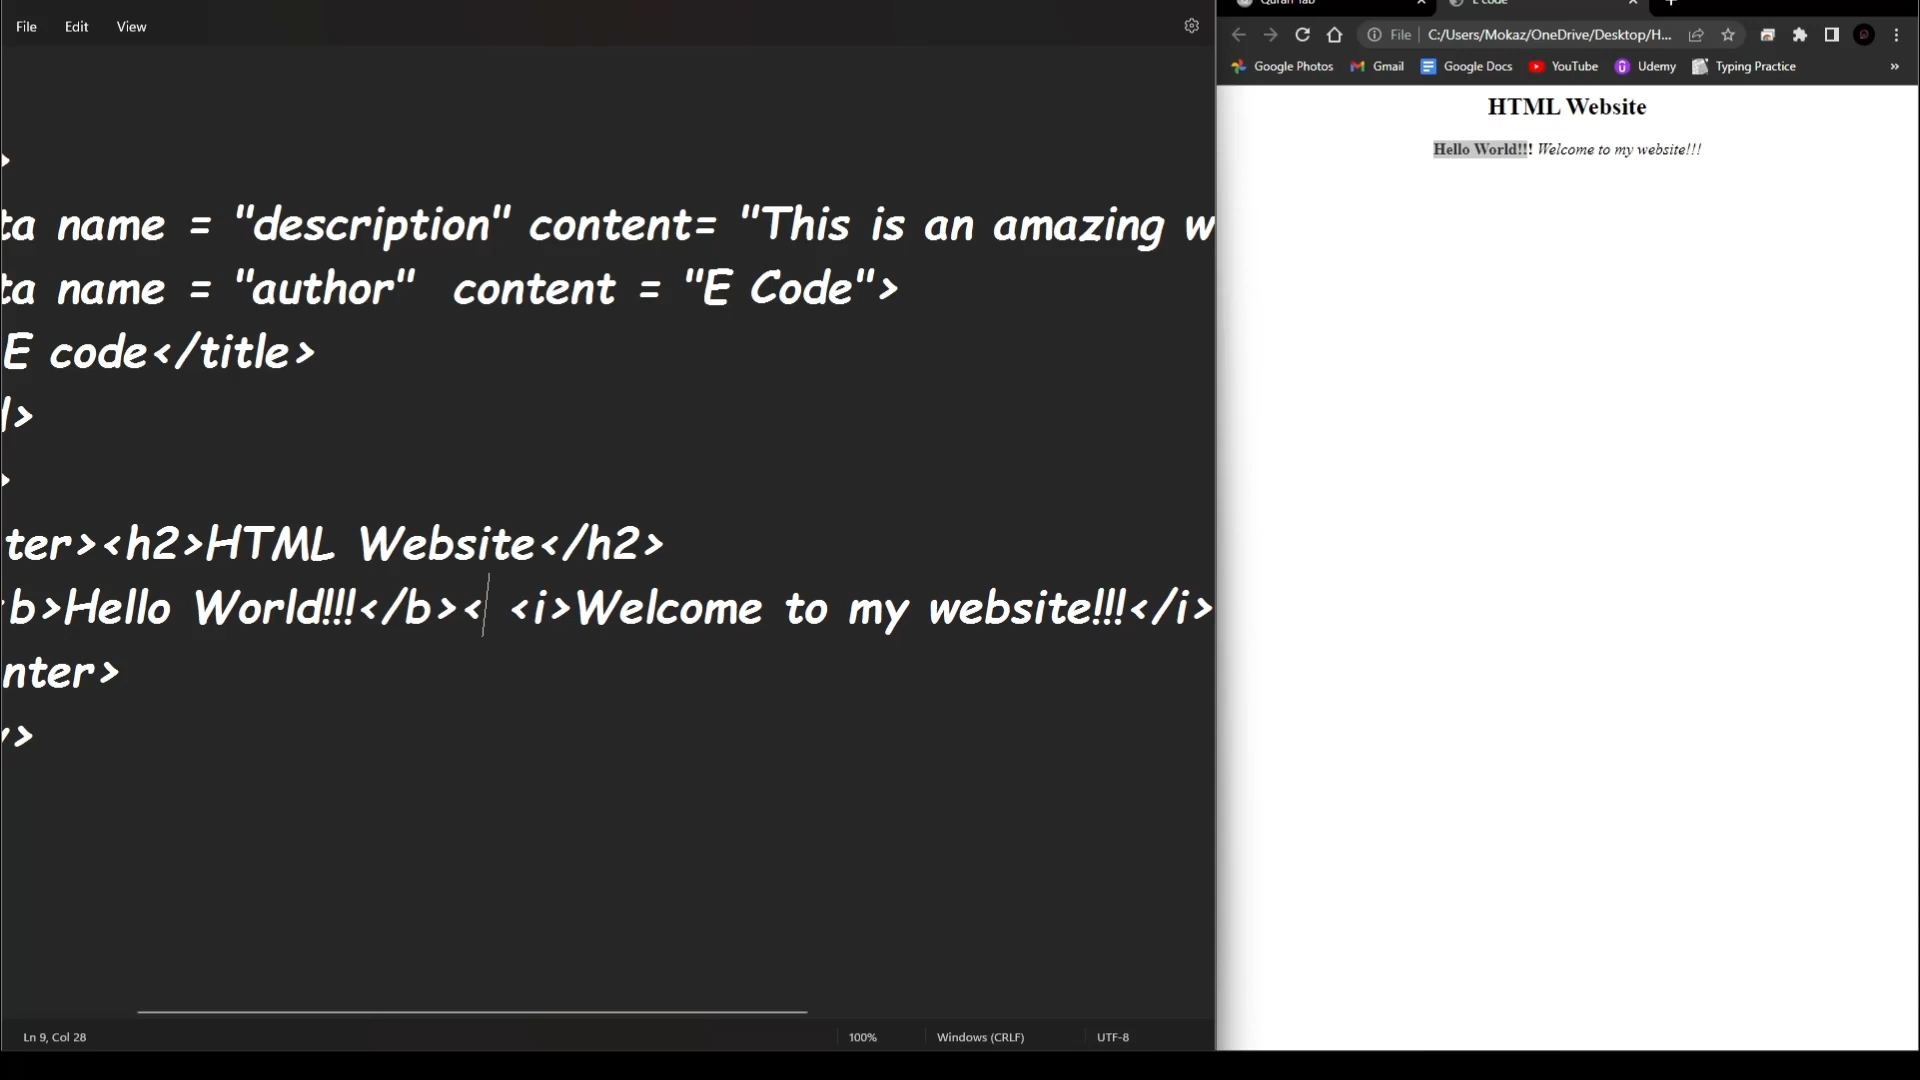 File Edit View
ta name = "description" content= "This is an amazing w
ta name = "author"  content = "E Code">
E code</title>
>
ter><h2>HTML Website</h2>
b>Hello World!!!</b>< <i>Welcome to my website!!!</i>
nter>
>
Ln 9, Col 28
100%
Windows (CRLF)
UTF-8
File
C:/Users/Mokaz/OneDrive/Desktop/H...
Google Photos
Gmail
Google Docs
YouTube
Udemy
Typing Practice
»
HTML Website
Hello World!!! Welcome to my website!!!